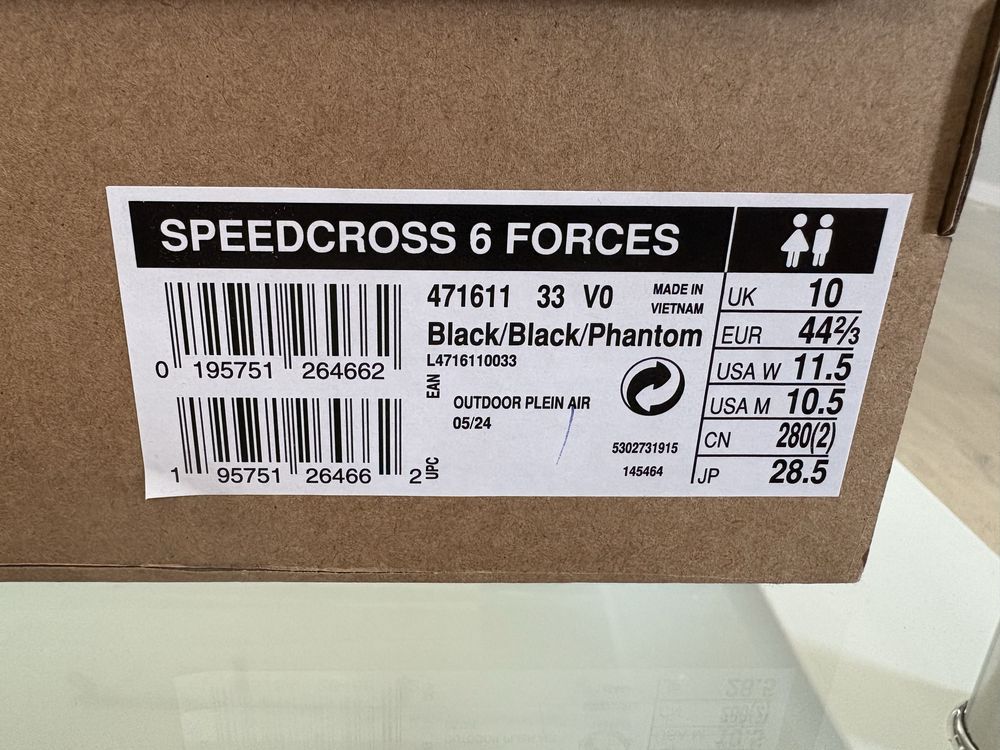 SPEEDCROSS 6 FORCES
471611 33 V0
MADE IN
VIETNAM
Black/Black/Phantom
L4716110033
EAN
0 195751 264662
OUTDOOR PLEIN AIR
05/24
5302731915
145464
1 95751 26466 2
UPC
UK 10
EUR 44⅔
USA W 11.5
USA M 10.5
CN 280(2)
JP 28.5